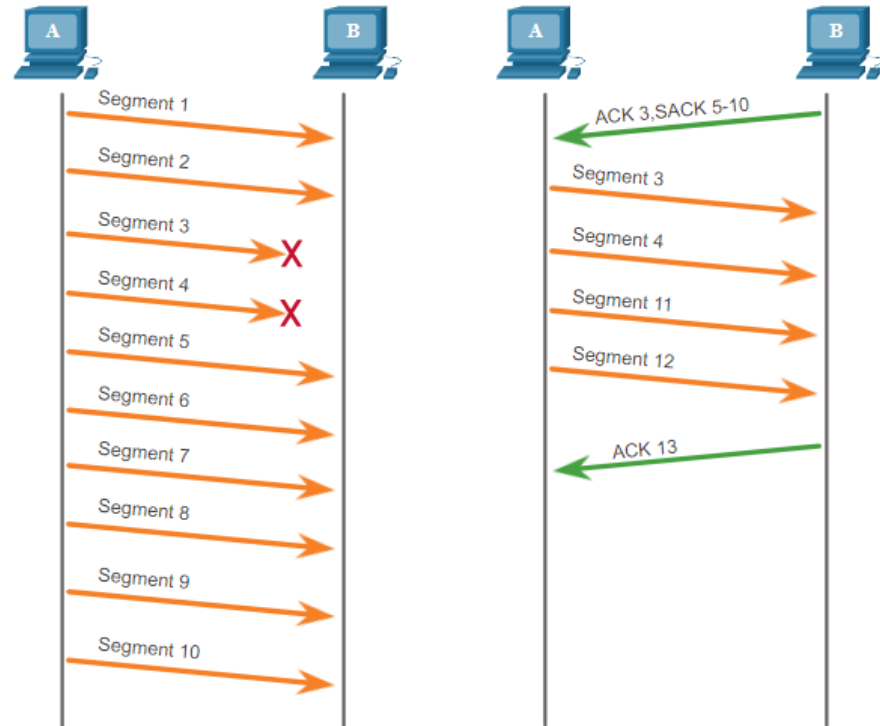 A
B
Segment 1
Segment 2
Segment 3
X
Segment 4
X
Segment 5
Segment 6
Segment 7
Segment 8
Segment 9
Segment 10
A
B
ACK 3,SACK 5-10
Segment 3
Segment 4
Segment 11
Segment 12
ACK 13